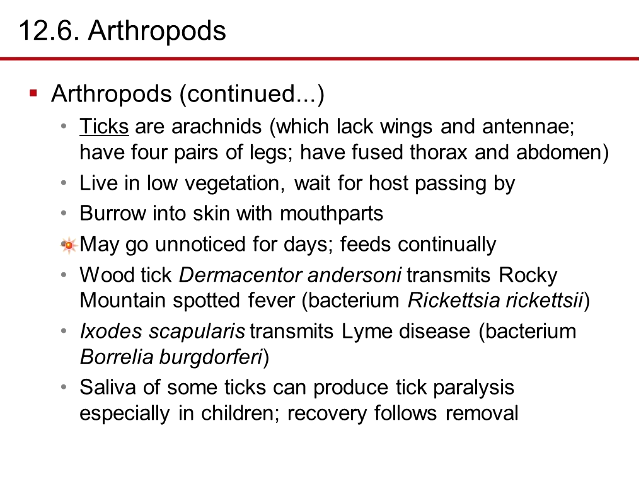 12.6. Arthropods
▪ Arthropods (continued...)
• Ticks are arachnids (which lack wings and antennae;
have four pairs of legs; have fused thorax and abdomen)
• Live in low vegetation, wait for host passing by
• Burrow into skin with mouthparts
May go unnoticed for days; feeds continually
• Wood tick Dermacentor andersoni transmits Rocky
Mountain spotted fever (bacterium Rickettsia rickettsii)
• Ixodes scapularis transmits Lyme disease (bacterium
Borrelia burgdorferi)
• Saliva of some ticks can produce tick paralysis
especially in children; recovery follows removal